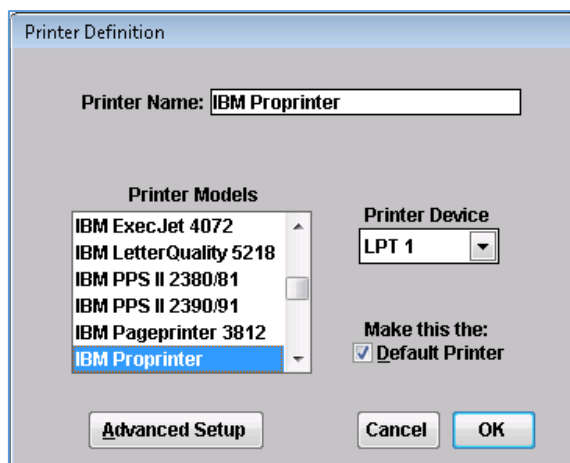 Printer Definition
Printer Name: IBM Proprinter
Printer Models
IBM ExecJet 4072
IBM LetterQuality 5218
IBM PPS II 2380/81
IBM PPS II 2390/91
IBM Pageprinter 3812
IBM Proprinter
Printer Device
LPT 1
Make this the:
Default Printer
Advanced Setup
Cancel
OK